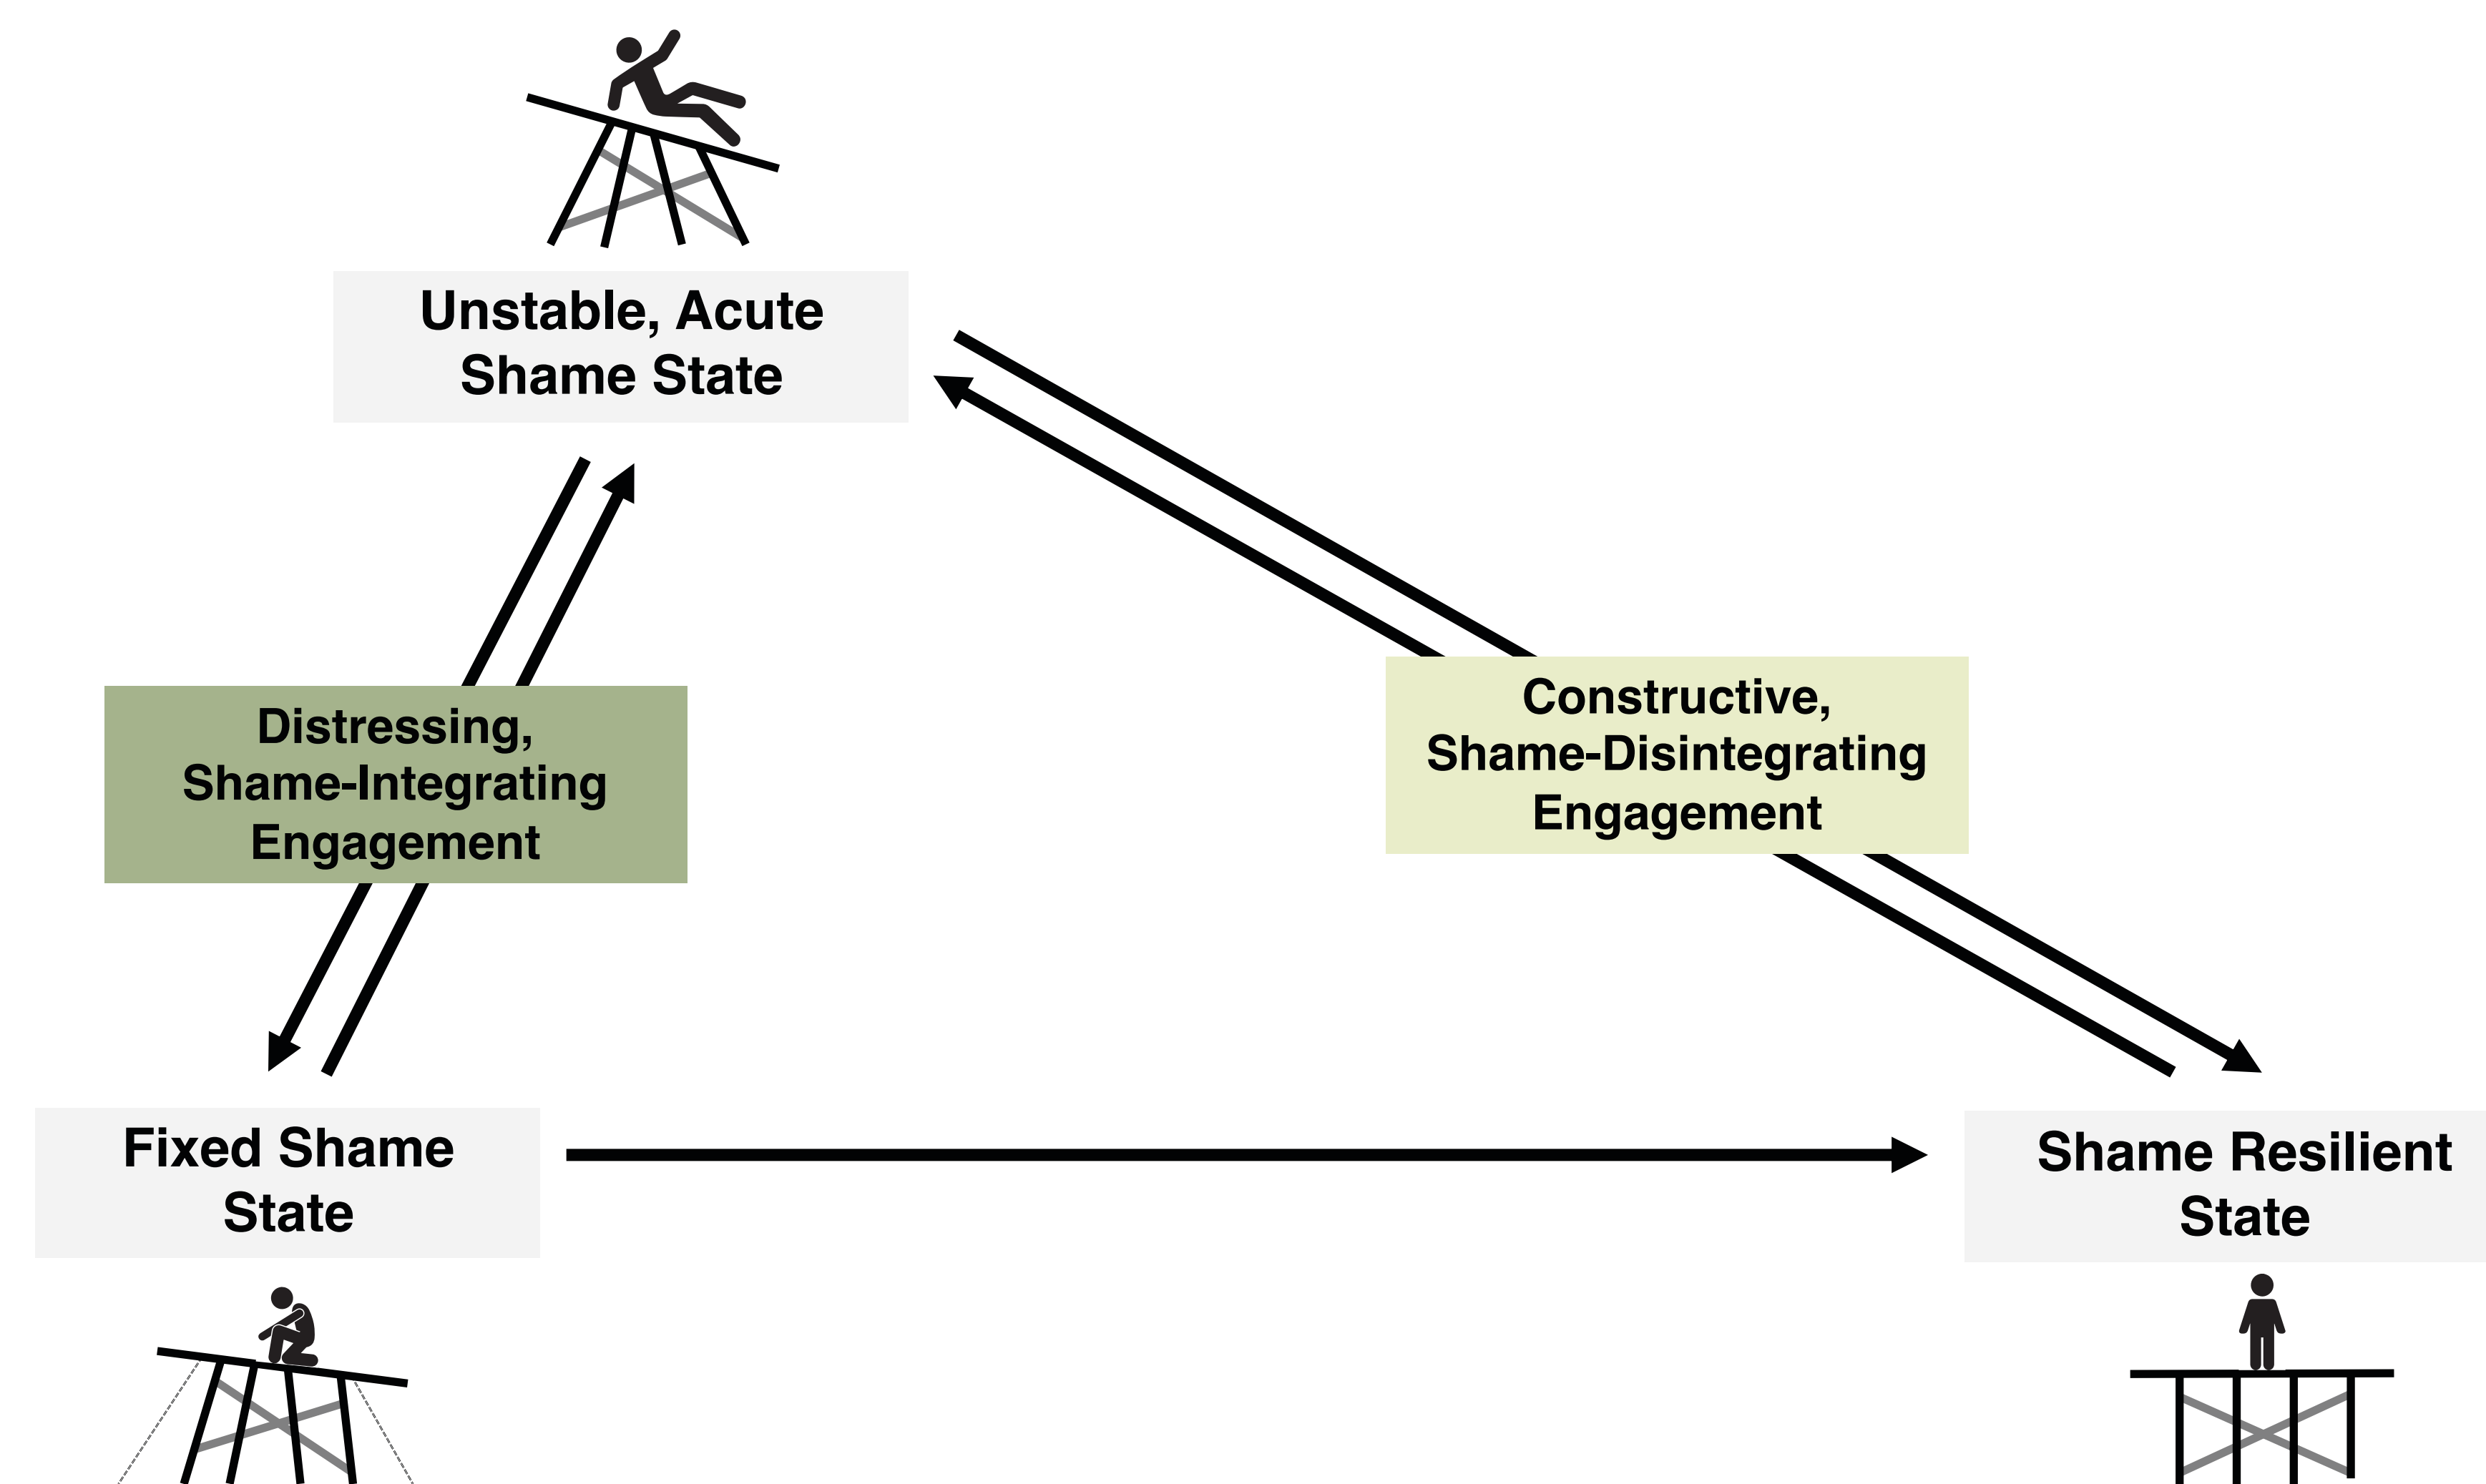 Unstable, Acute
Shame State
Distressing,
Shame-Integrating
Engagement
Constructive,
Shame-Disintegrating
Engagement
Fixed Shame
State
Shame Resilient
State